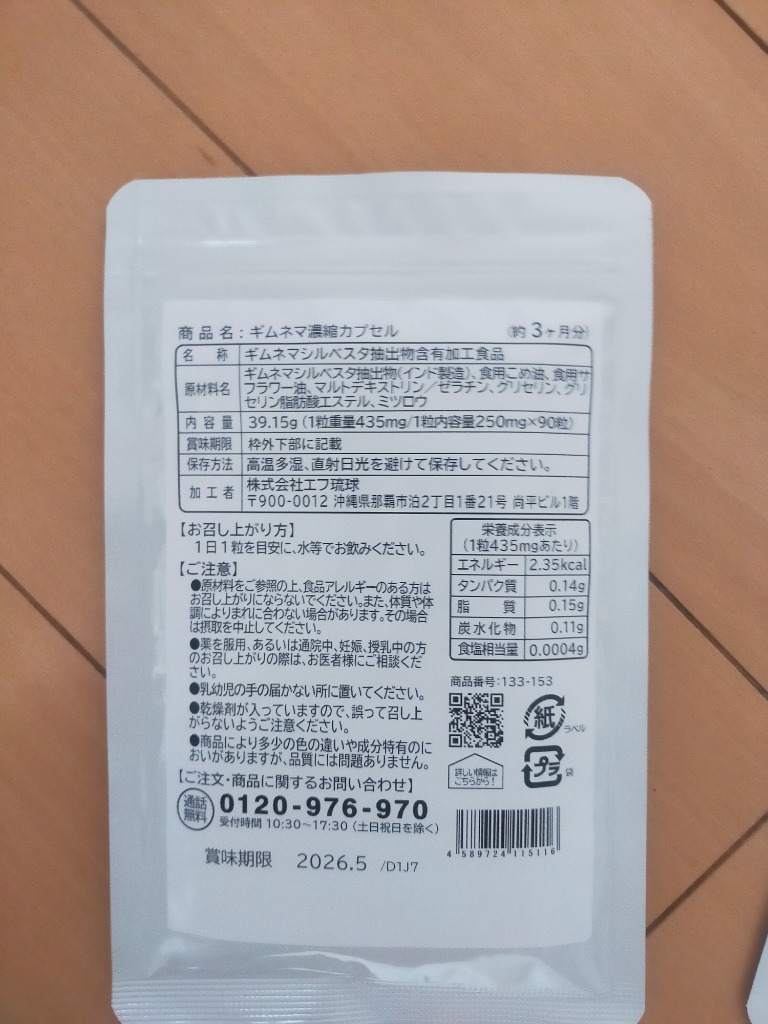 商品名：ギムネマ濃縮カプセル (約3ヶ月分)
名称 ギムネマシルベスタ抽出物含有加工食品
原材料名 ギムネマシルベスタ抽出物(インド製造)、食用こめ油、食用サ
フラワー油、マルトデキストリン／ゼラチン、グリセリン、グリ
セリン脂肪酸エステル、ミツロウ
内容量 39.15g (1粒重量435mg/1粒内容量250mg×90粒)
賞味期限 枠外下部に記載
保存方法 高温多湿、直射日光を避けて保存してください。
加工者 株式会社エフ琉球
〒900-0012 沖縄県那覇市泊2丁目1番21号 尚平ビル1階
【お召し上がり方】
1日1粒を目安に、水等でお飲みください。
【ご注意】
●原材料をご参照の上、食品アレルギーのある方は
お召し上がりにならないでください。また、体質や体
調によりまれに合わない場合があります。その場合
は摂取を中止してください。
●薬を服用、あるいは通院中、妊娠、授乳中の方
のお召し上がりの際は、お医者様にご相談くだ
さい。
●乳幼児の手の届かない所に置いてください。
●乾燥剤が入っていますので、誤って召し上
がらないようご注意ください。
●商品により多少の色の違いや成分特有のに
おいがありますが、品質には問題ありません。
栄養成分表示
(1粒435mgあたり)
エネルギー 2.35kcal
タンパク質 0.14g
脂質 0.15g
炭水化物 0.11g
食塩相当量 0.0004g
商品番号：133-153
紙 ラベル
プラ 袋
詳しい情報は
こちらから！
【ご注文・商品に関するお問い合わせ】
通話
無料 0120-976-970
受付時間 10:30～17:30 (土日祝日を除く)
4 589724 115116
賞味期限 2026.5 /D1J7